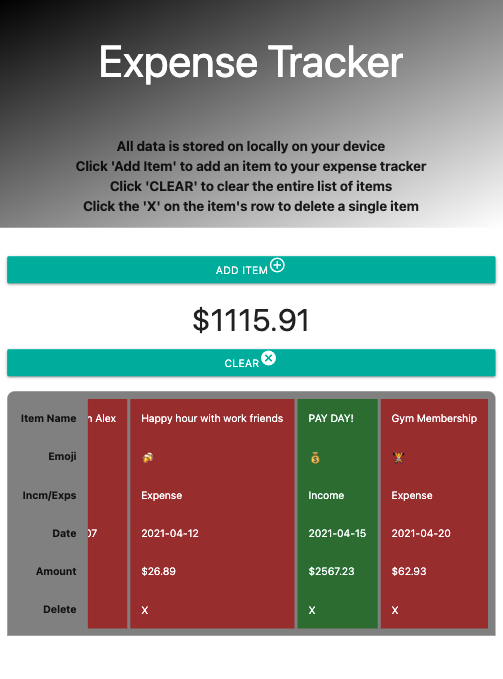 Expense Tracker
All data is stored on locally on your device
Click 'Add Item' to add an item to your expense tracker
Click 'CLEAR' to clear the entire list of items
Click the 'X' on the item's row to delete a single item
ADD ITEM
$1115.91
CLEAR
Item Name Alex Happy hour with work friends PAY DAY! Gym Membership
Emoji 🍻 💰 🏋
Incm/Exps Expense Income Expense
Date 07 2021-04-12 2021-04-15 2021-04-20
Amount $26.89 $2567.23 $62.93
Delete X X X